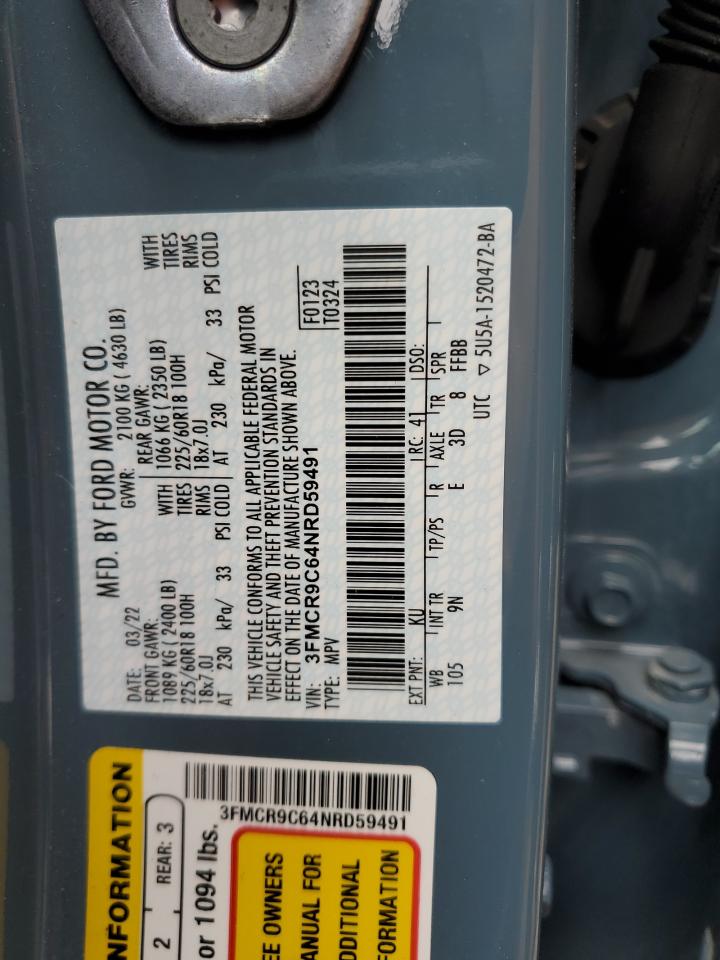 MFD. BY FORD MOTOR CO.
DATE: 03/22 GVWR: 2100 KG ( 4630 LB)
FRONT GAWR: REAR GAWR:
1089 KG ( 2400 LB) WITH 1066 KG ( 2350 LB) WITH
225/60R18 100H TIRES 225/60R18 100H TIRES
18x7.0J RIMS 18x7.0J RIMS
AT 230 kPa/ 33 PSI COLD AT 230 kPa/ 33 PSI COLD
THIS VEHICLE CONFORMS TO ALL APPLICABLE FEDERAL MOTOR
VEHICLE SAFETY AND THEFT PREVENTION STANDARDS IN
EFFECT ON THE DATE OF MANUFACTURE SHOWN ABOVE.
VIN: 3FMCR9C64NRD59491 F0123
TYPE: MPV T0324
EXT PNT: KU RC: 41 DSO:
WB INT TR TP/PS R AXLE TR SPR
105 9N E 3D 8 FFBB
UTC ▽ 5U5A-1520472-BA
NFORMATION
2 REAR: 3
or 1094 lbs.
3FMCR9C64NRD59491
EE OWNERS
ANUAL FOR
DDITIONAL
FORMATION